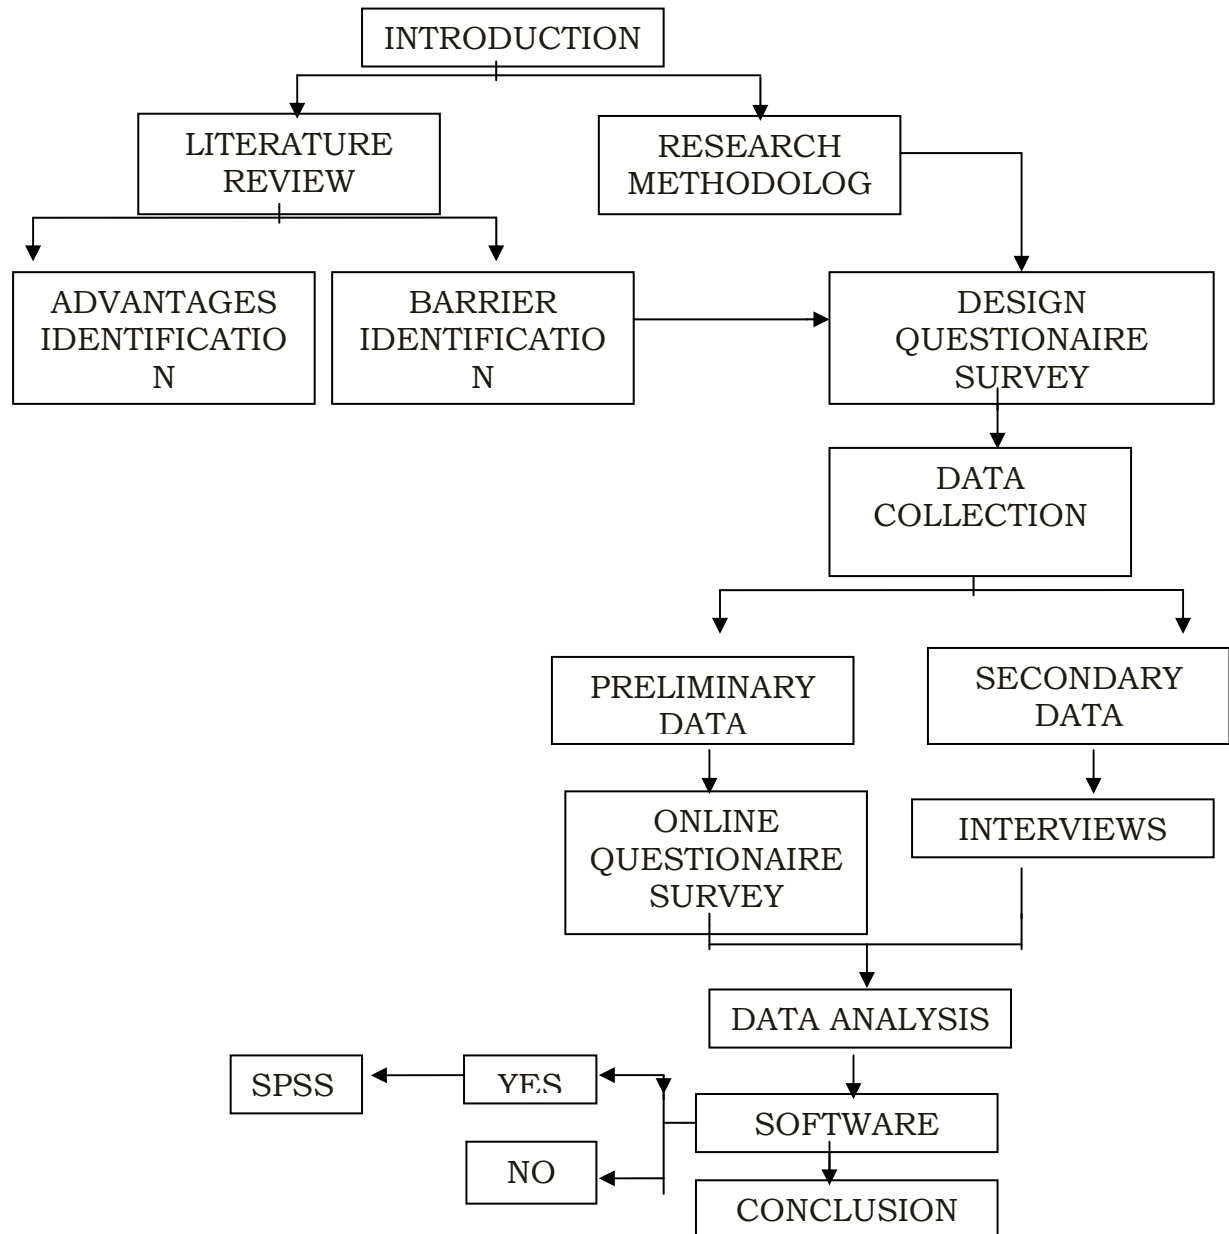 INTRODUCTION
LITERATURE
REVIEW
RESEARCH
METHODOLOG
ADVANTAGES
IDENTIFICATIO
N
BARRIER
IDENTIFICATIO
N
DESIGN
QUESTIONAIRE
SURVEY
DATA
COLLECTION
PRELIMINARY
DATA
SECONDARY
DATA
ONLINE
QUESTIONAIRE
SURVEY
INTERVIEWS
DATA ANALYSIS
SPSS
YES
SOFTWARE
NO
CONCLUSION